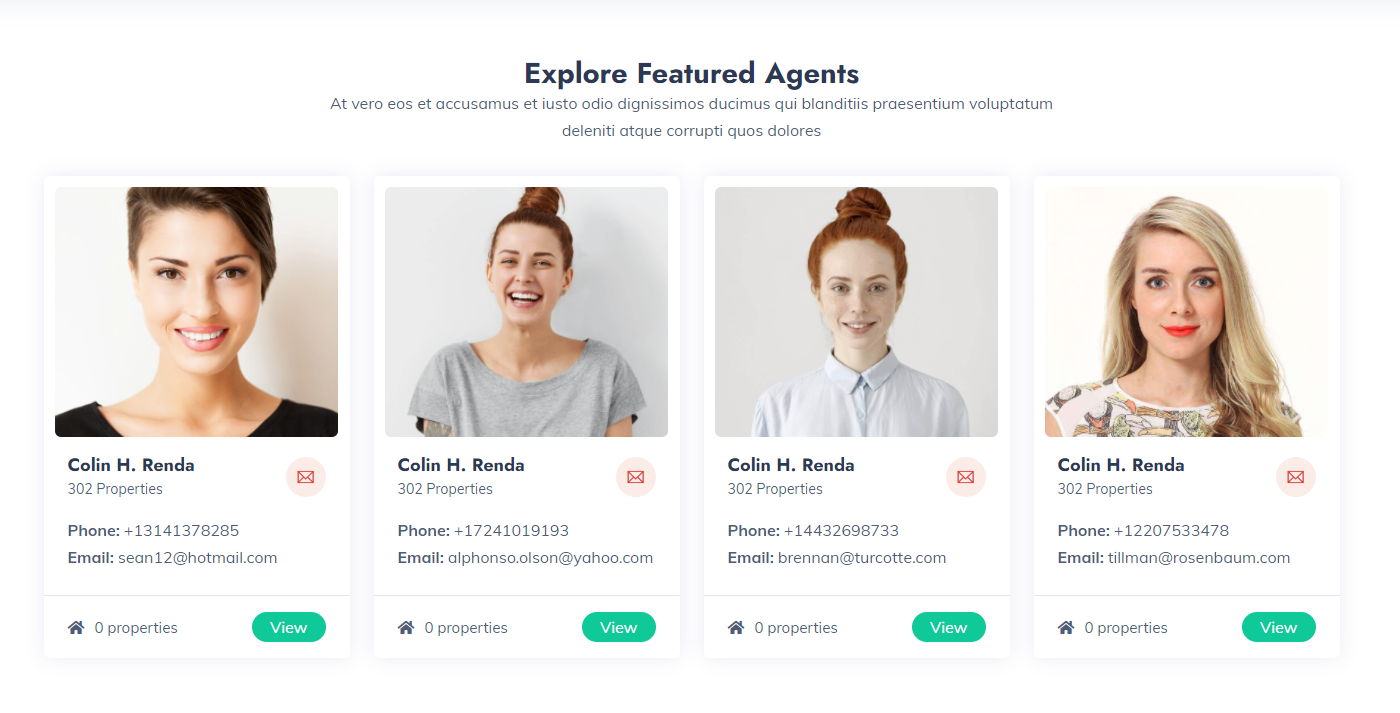 Explore Featured Agents
At vero eos et accusamus et iusto odio dignissimos ducimus qui blanditiis praesentium voluptatum
deleniti atque corrupti quos dolores
Colin H. Renda
302 Properties
Phone: +13141378285
Email: sean12@hotmail.com
0 properties
View
Colin H. Renda
302 Properties
Phone: +17241019193
Email: alphonso.olson@yahoo.com
0 properties
View
Colin H. Renda
302 Properties
Phone: +14432698733
Email: brennan@turcotte.com
0 properties
View
Colin H. Renda
302 Properties
Phone: +12207533478
Email: tillman@rosenbaum.com
0 properties
View